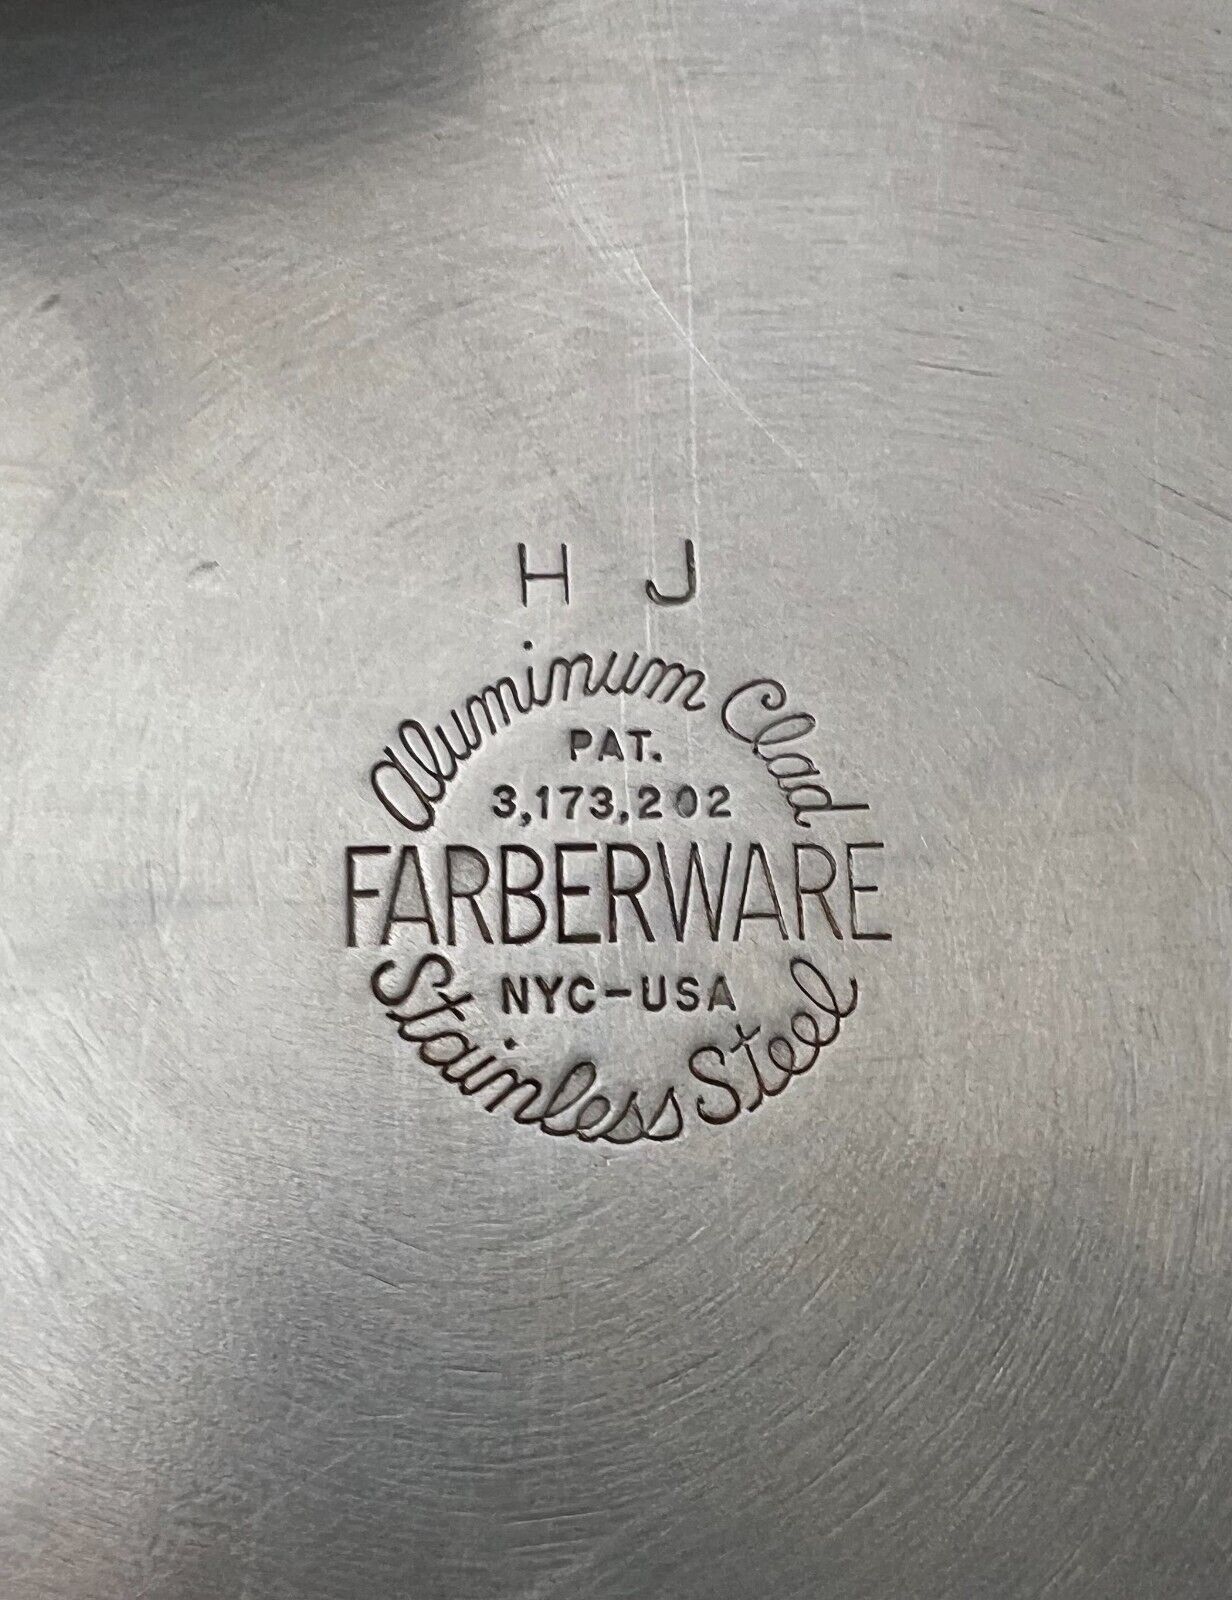 H J
Aluminum Clad
PAT.
3,173,202
FARBERWARE
NYC-USA
Stainless Steel